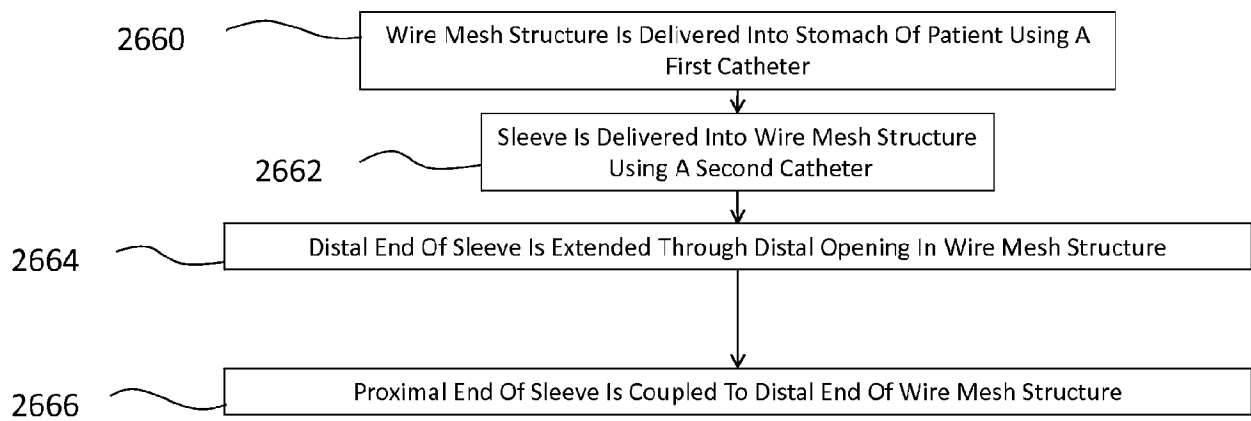 2660
Wire Mesh Structure Is Delivered Into Stomach Of Patient Using A
First Catheter
Sleeve Is Delivered Into Wire Mesh Structure
Using A Second Catheter
2662
Distal End Of Sleeve Is Extended Through Distal Opening In Wire Mesh Structure
2664
Proximal End Of Sleeve Is Coupled To Distal End Of Wire Mesh Structure
2666